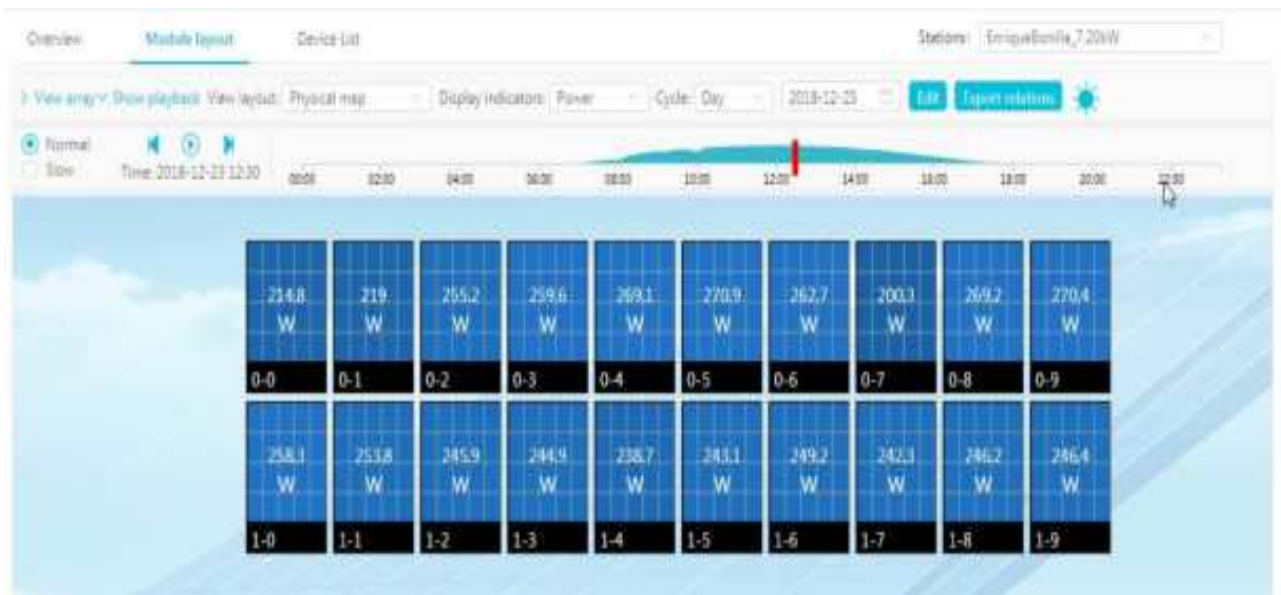 Overview Module layout Device List Stations: EnriqueBonilla_7.20kW
View array Show playback View layout: Physical map Display indicators: Power Cycle: Day 2018-12-23 Edit Export relations
Normal
Slow Time: 2018-12-23 12:30 00:00 02:00 04:00 06:00 08:00 10:00 12:00 14:00 16:00 18:00 20:00
214.8 219 255.2 259.6 269.1 270.9 262.7 200.3 269.2 270.4
W W W W W W W W W W
0-0 0-1 0-2 0-3 0-4 0-5 0-6 0-7 0-8 0-9
258.3 253.8 245.9 244.9 238.7 243.1 249.2 242.3 246.2 246.4
W W W W W W W W W W
1-0 1-1 1-2 1-3 1-4 1-5 1-6 1-7 1-8 1-9